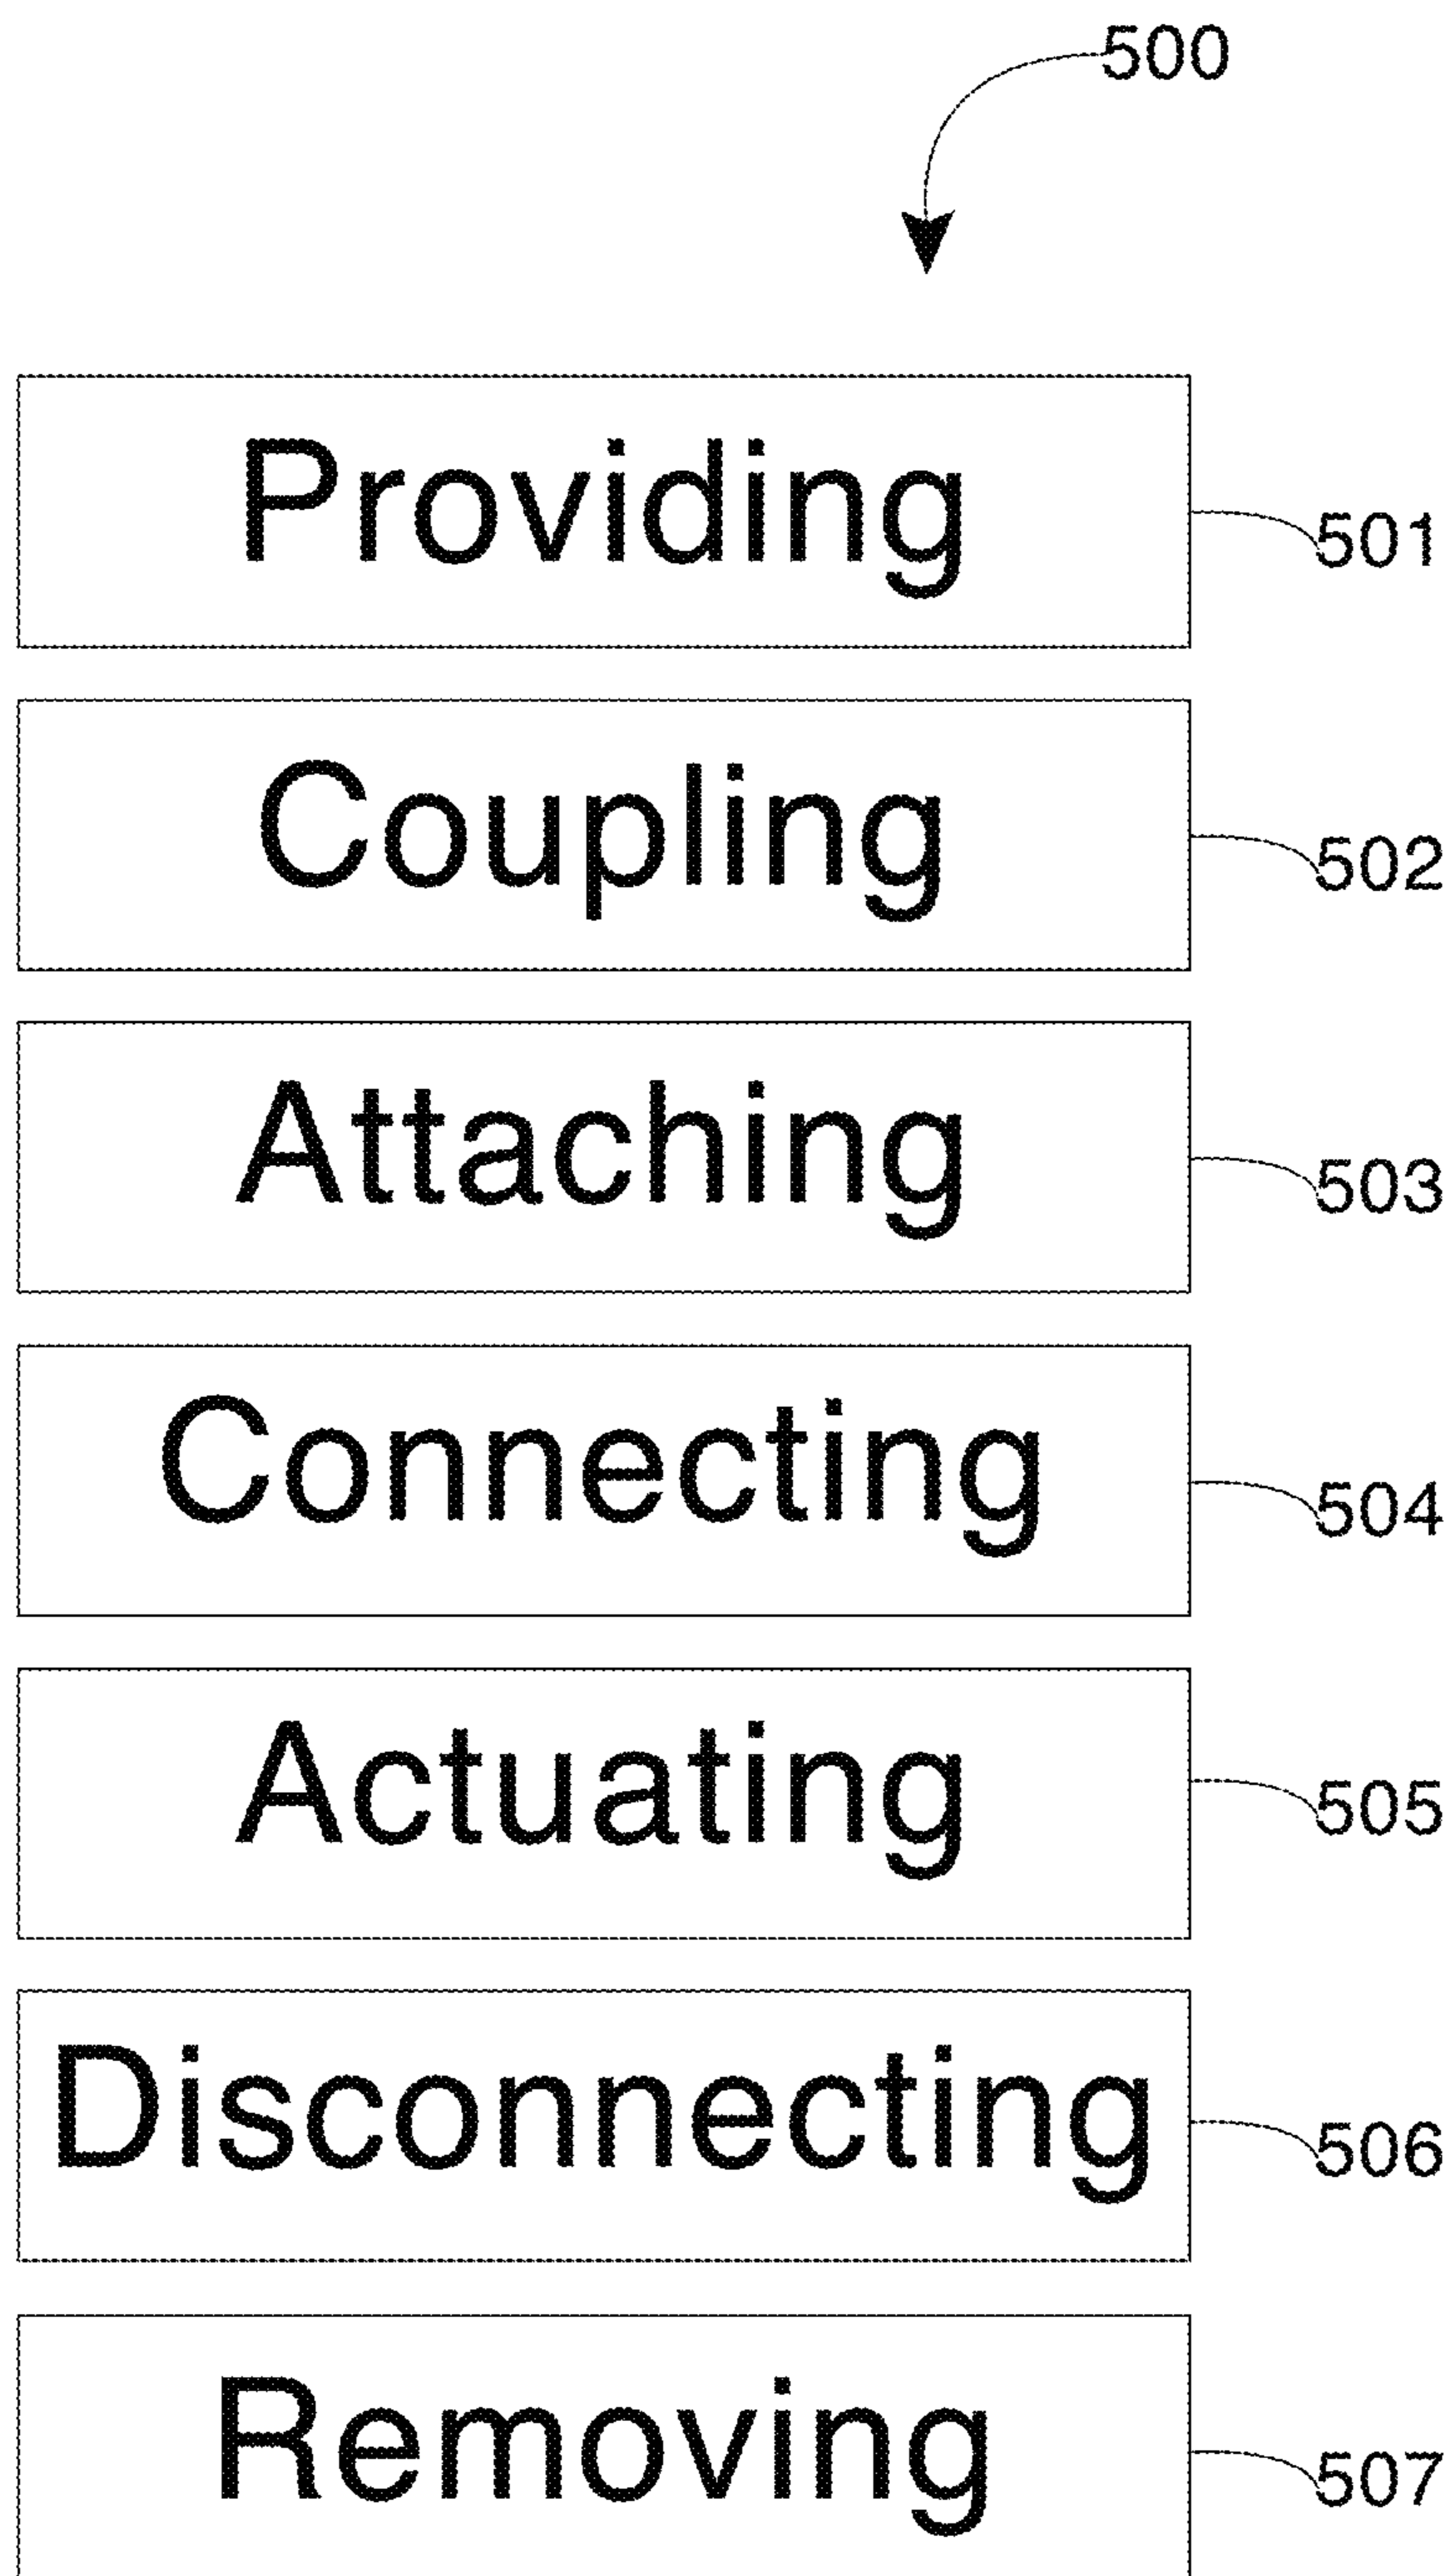 500
Providing
501
Coupling
502
Attaching
503
Connecting
504
Actuating
505
Disconnecting
506
Removing
507